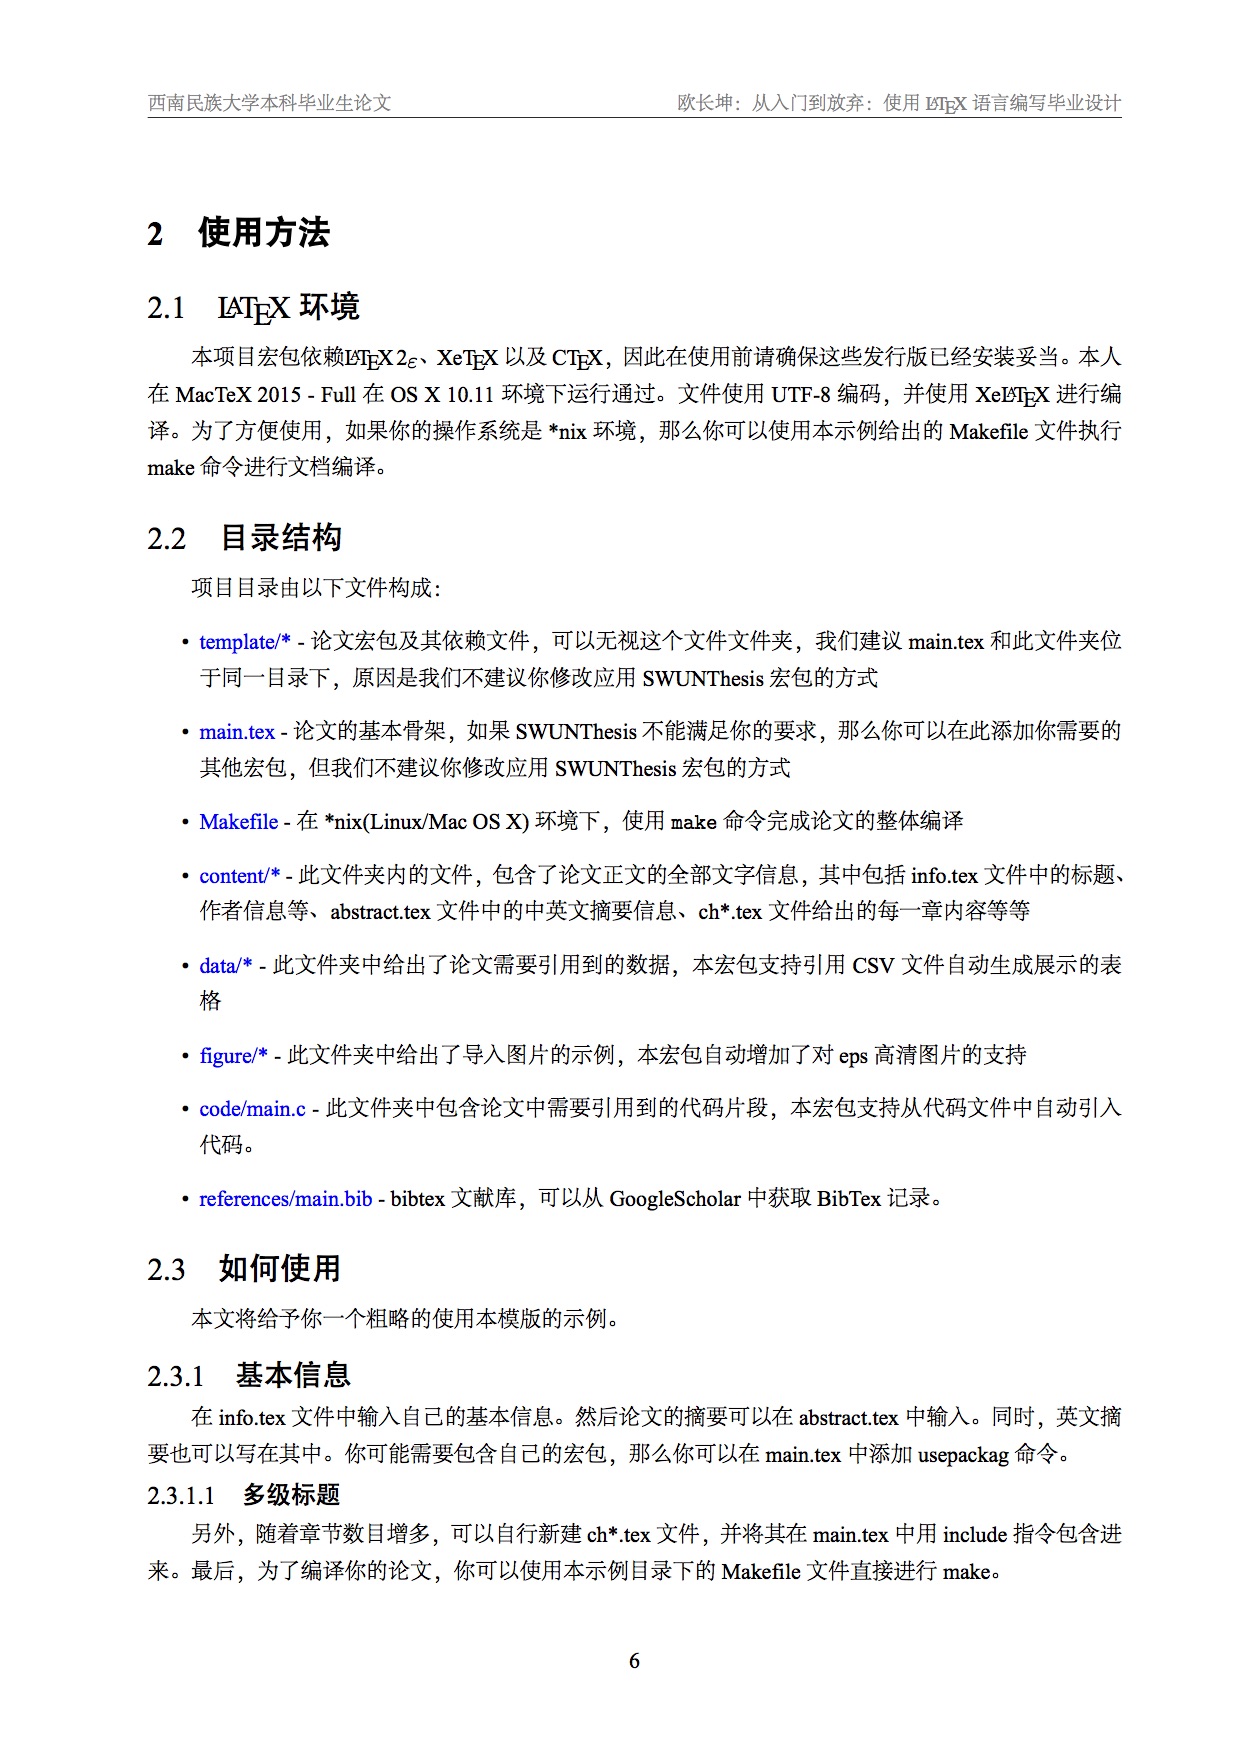 西南民族大学本科毕业生论文
欧长坤：从入门到放弃：使用 LATEX 语言编写毕业设计
2 使用方法
2.1 LATEX 环境
本项目宏包依赖LATEX 2ε、XeTEX 以及 CTEX，因此在使用前请确保这些发行版已经安装妥当。本人
在 MacTeX 2015 - Full 在 OS X 10.11 环境下运行通过。文件使用 UTF-8 编码，并使用 XeLATEX 进行编
译。为了方便使用，如果你的操作系统是 *nix 环境，那么你可以使用本示例给出的 Makefile 文件执行
make 命令进行文档编译。
2.2 目录结构
项目目录由以下文件构成：
• template/* - 论文宏包及其依赖文件，可以无视这个文件文件夹，我们建议 main.tex 和此文件夹位
于同一目录下，原因是我们不建议你修改应用 SWUNThesis 宏包的方式
• main.tex - 论文的基本骨架，如果 SWUNThesis 不能满足你的要求，那么你可以在此添加你需要的
其他宏包，但我们不建议你修改应用 SWUNThesis 宏包的方式
• Makefile - 在 *nix(Linux/Mac OS X) 环境下，使用 make 命令完成论文的整体编译
• content/* - 此文件夹内的文件，包含了论文正文的全部文字信息，其中包括 info.tex 文件中的标题、
作者信息等、abstract.tex 文件中的中英文摘要信息、ch*.tex 文件给出的每一章内容等等
• data/* - 此文件夹中给出了论文需要引用到的数据，本宏包支持引用 CSV 文件自动生成展示的表
格
• figure/* - 此文件夹中给出了导入图片的示例，本宏包自动增加了对 eps 高清图片的支持
• code/main.c - 此文件夹中包含论文中需要引用到的代码片段，本宏包支持从代码文件中自动引入
代码。
• references/main.bib - bibtex 文献库，可以从 GoogleScholar 中获取 BibTex 记录。
2.3 如何使用
本文将给予你一个粗略的使用本模版的示例。
2.3.1 基本信息
在 info.tex 文件中输入自己的基本信息。然后论文的摘要可以在 abstract.tex 中输入。同时，英文摘
要也可以写在其中。你可能需要包含自己的宏包，那么你可以在 main.tex 中添加 usepackag 命令。
2.3.1.1 多级标题
另外，随着章节数目增多，可以自行新建 ch*.tex 文件，并将其在 main.tex 中用 include 指令包含进
来。最后，为了编译你的论文，你可以使用本示例目录下的 Makefile 文件直接进行 make。
6